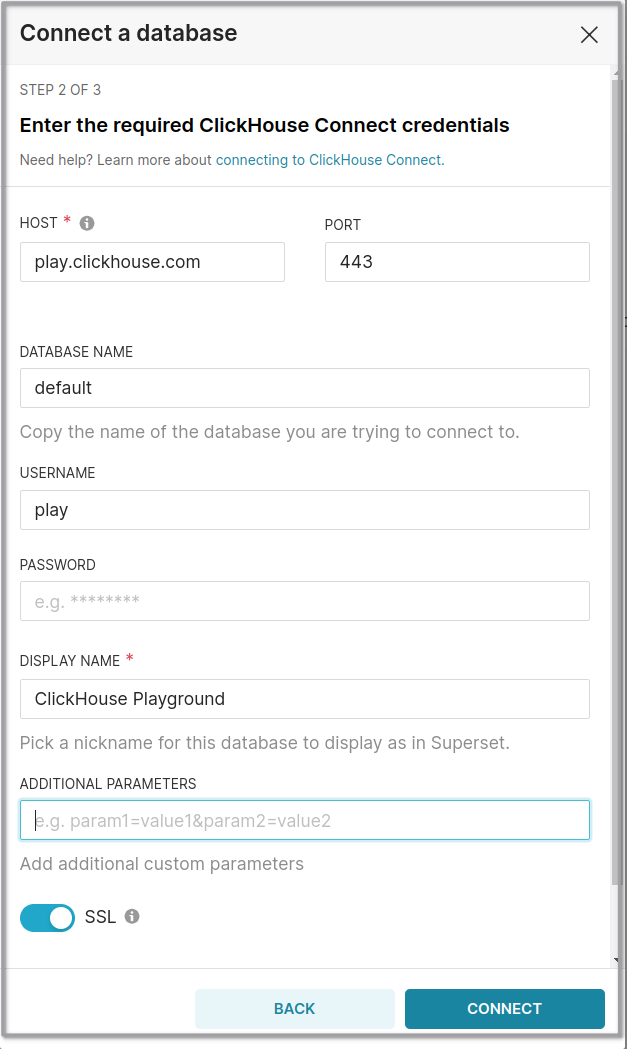 Connect a database
STEP 2 OF 3
Enter the required ClickHouse Connect credentials
Need help? Learn more about connecting to ClickHouse Connect.
HOST *
PORT
play.clickhouse.com
443
DATABASE NAME
default
Copy the name of the database you are trying to connect to.
USERNAME
play
PASSWORD
e.g. ********
DISPLAY NAME *
ClickHouse Playground
Pick a nickname for this database to display as in Superset.
ADDITIONAL PARAMETERS
e.g. param1=value1&param2=value2
Add additional custom parameters
SSL
BACK
CONNECT